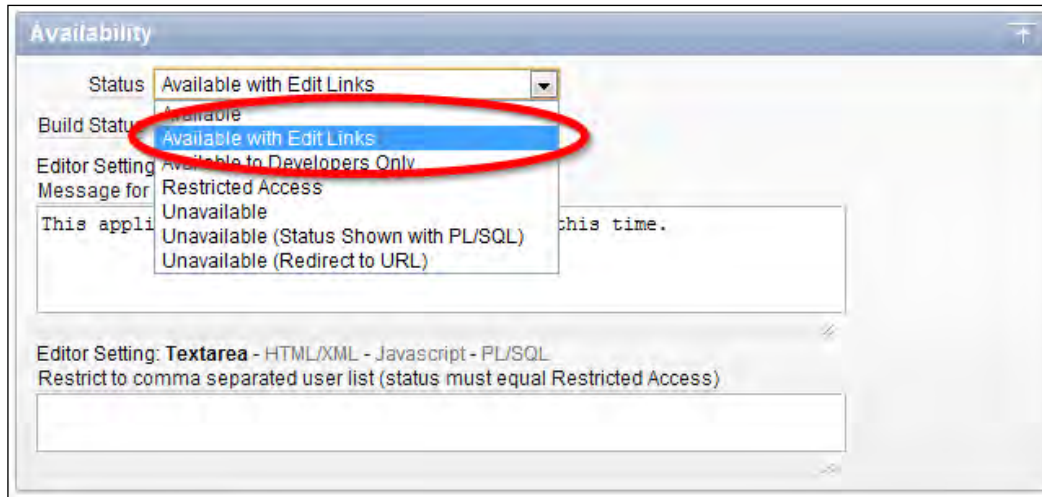 Availability
Status Available with Edit Links
Available
Build Status
Available with Edit Links
Available to Developers Only
Editor Setting
Restricted Access
Message for
Unavailable
This appli this time.
Unavailable (Status Shown with PL/SQL)
Unavailable (Redirect to URL)
Editor Setting: Textarea - HTML/XML - Javascript - PL/SQL
Restrict to comma separated user list (status must equal Restricted Access)